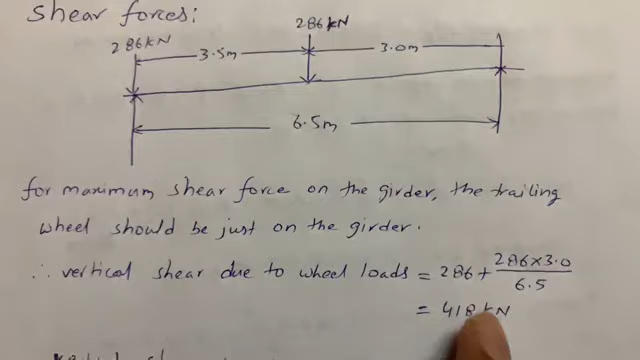 Shear forces:
286kN
286kN
3.5m
3.0m
6.5m
for maximum shear force on the girder, the trailing
wheel should be just on the girder.
∴ vertical shear due to wheel loads = 286 + 286×3.0
6.5
= 418 kN